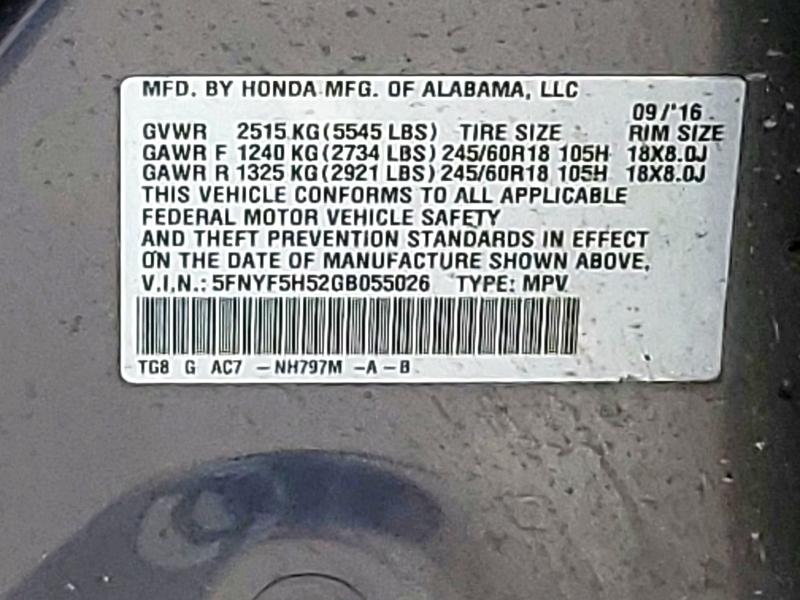 MFD. BY HONDA MFG. OF ALABAMA, LLC
09/'16
GVWR 2515 KG (5545 LBS) TIRE SIZE RIM SIZE
GAWR F 1240 KG (2734 LBS) 245/60R18 105H 18X8.0J
GAWR R 1325 KG (2921 LBS) 245/60R18 105H 18X8.0J
THIS VEHICLE CONFORMS TO ALL APPLICABLE
FEDERAL MOTOR VEHICLE SAFETY
AND THEFT PREVENTION STANDARDS IN EFFECT
ON THE DATE OF MANUFACTURE SHOWN ABOVE,
V.I.N.: 5FNYF5H52GB055026 TYPE: MPV
TG8 G AC7 -NH797M -A -B